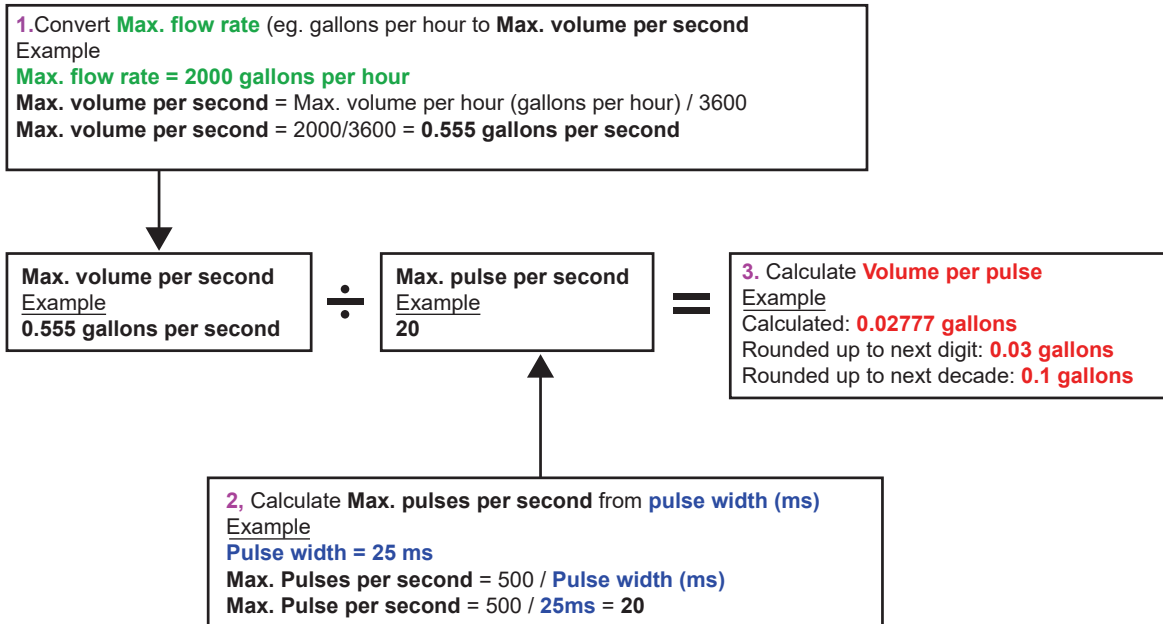 1.Convert Max. flow rate (eg. gallons per hour to Max. volume per second
Example
Max. flow rate = 2000 gallons per hour
Max. volume per second = Max. volume per hour (gallons per hour) / 3600
Max. volume per second = 2000/3600 = 0.555 gallons per second
Max. volume per second
Example
0.555 gallons per second
÷
Max. pulse per second
Example
20
=
3. Calculate Volume per pulse
Example
Calculated: 0.02777 gallons
Rounded up to next digit: 0.03 gallons
Rounded up to next decade: 0.1 gallons
2, Calculate Max. pulses per second from pulse width (ms)
Example
Pulse width = 25 ms
Max. Pulses per second = 500 / Pulse width (ms)
Max. Pulse per second = 500 / 25ms = 20